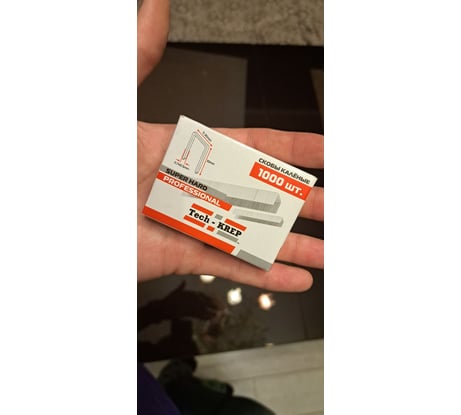 СКОБЫ КАЛЁНЫЕ
1000 шт.
SUPER HARD
PROFESSIONAL
Tech-KREP